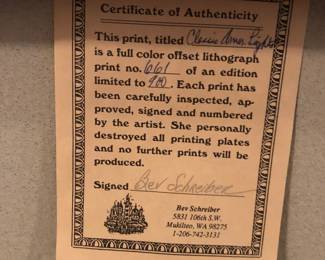 Certificate of Authenticity
This print, titled Classic
is a full color offset lithograph
print no. 661 of an edition
limited to 900. Each print has
been carefully inspected, ap-
proved, signed and numbered
by the artist. She personally
destroyed all printing plates
and no further prints will be
produced.
Signed Bev Schreiber
Bev Schreiber
5831 106th S.W.
Mukilteo, WA 98275
1-206-742-3131